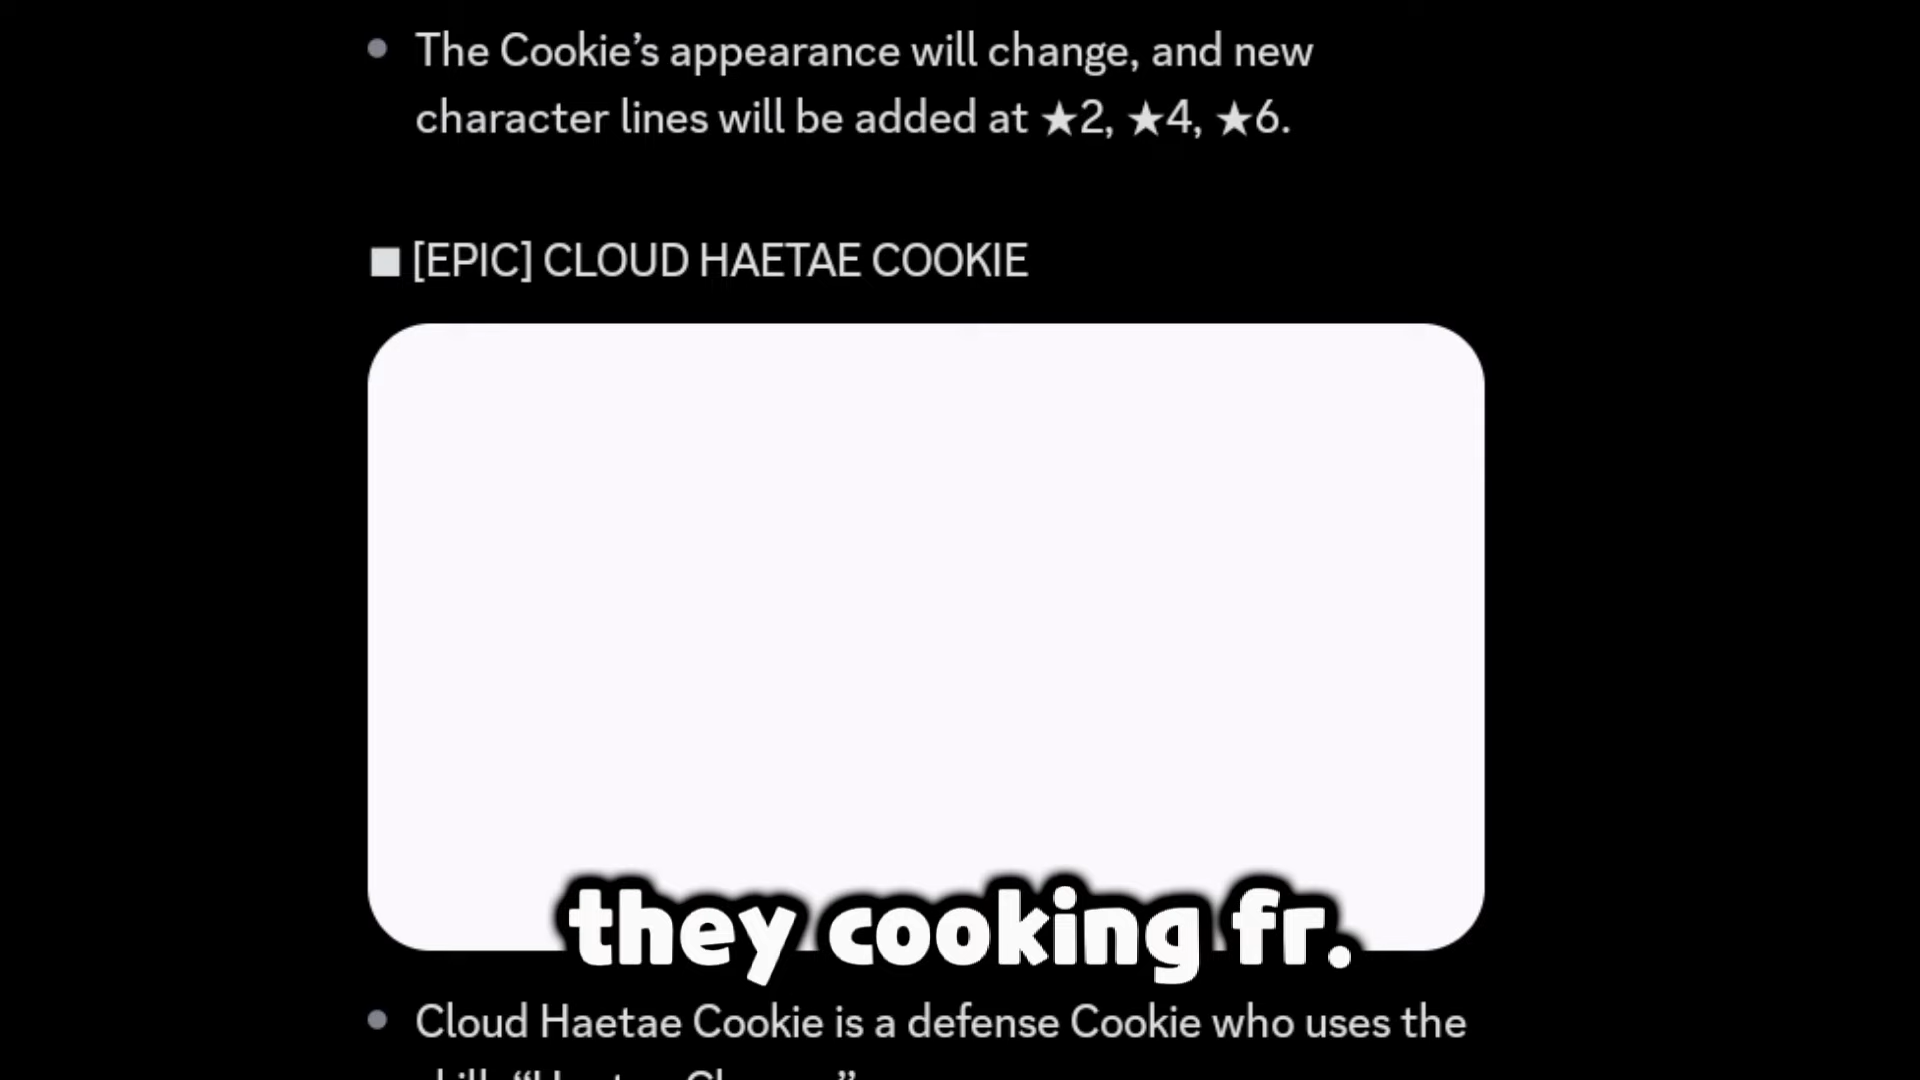 • The Cookie’s appearance will change, and new
character lines will be added at ★2, ★4, ★6.
■ [EPIC] CLOUD HAETAE COOKIE
they cooking fr.
• Cloud Haetae Cookie is a defense Cookie who uses the